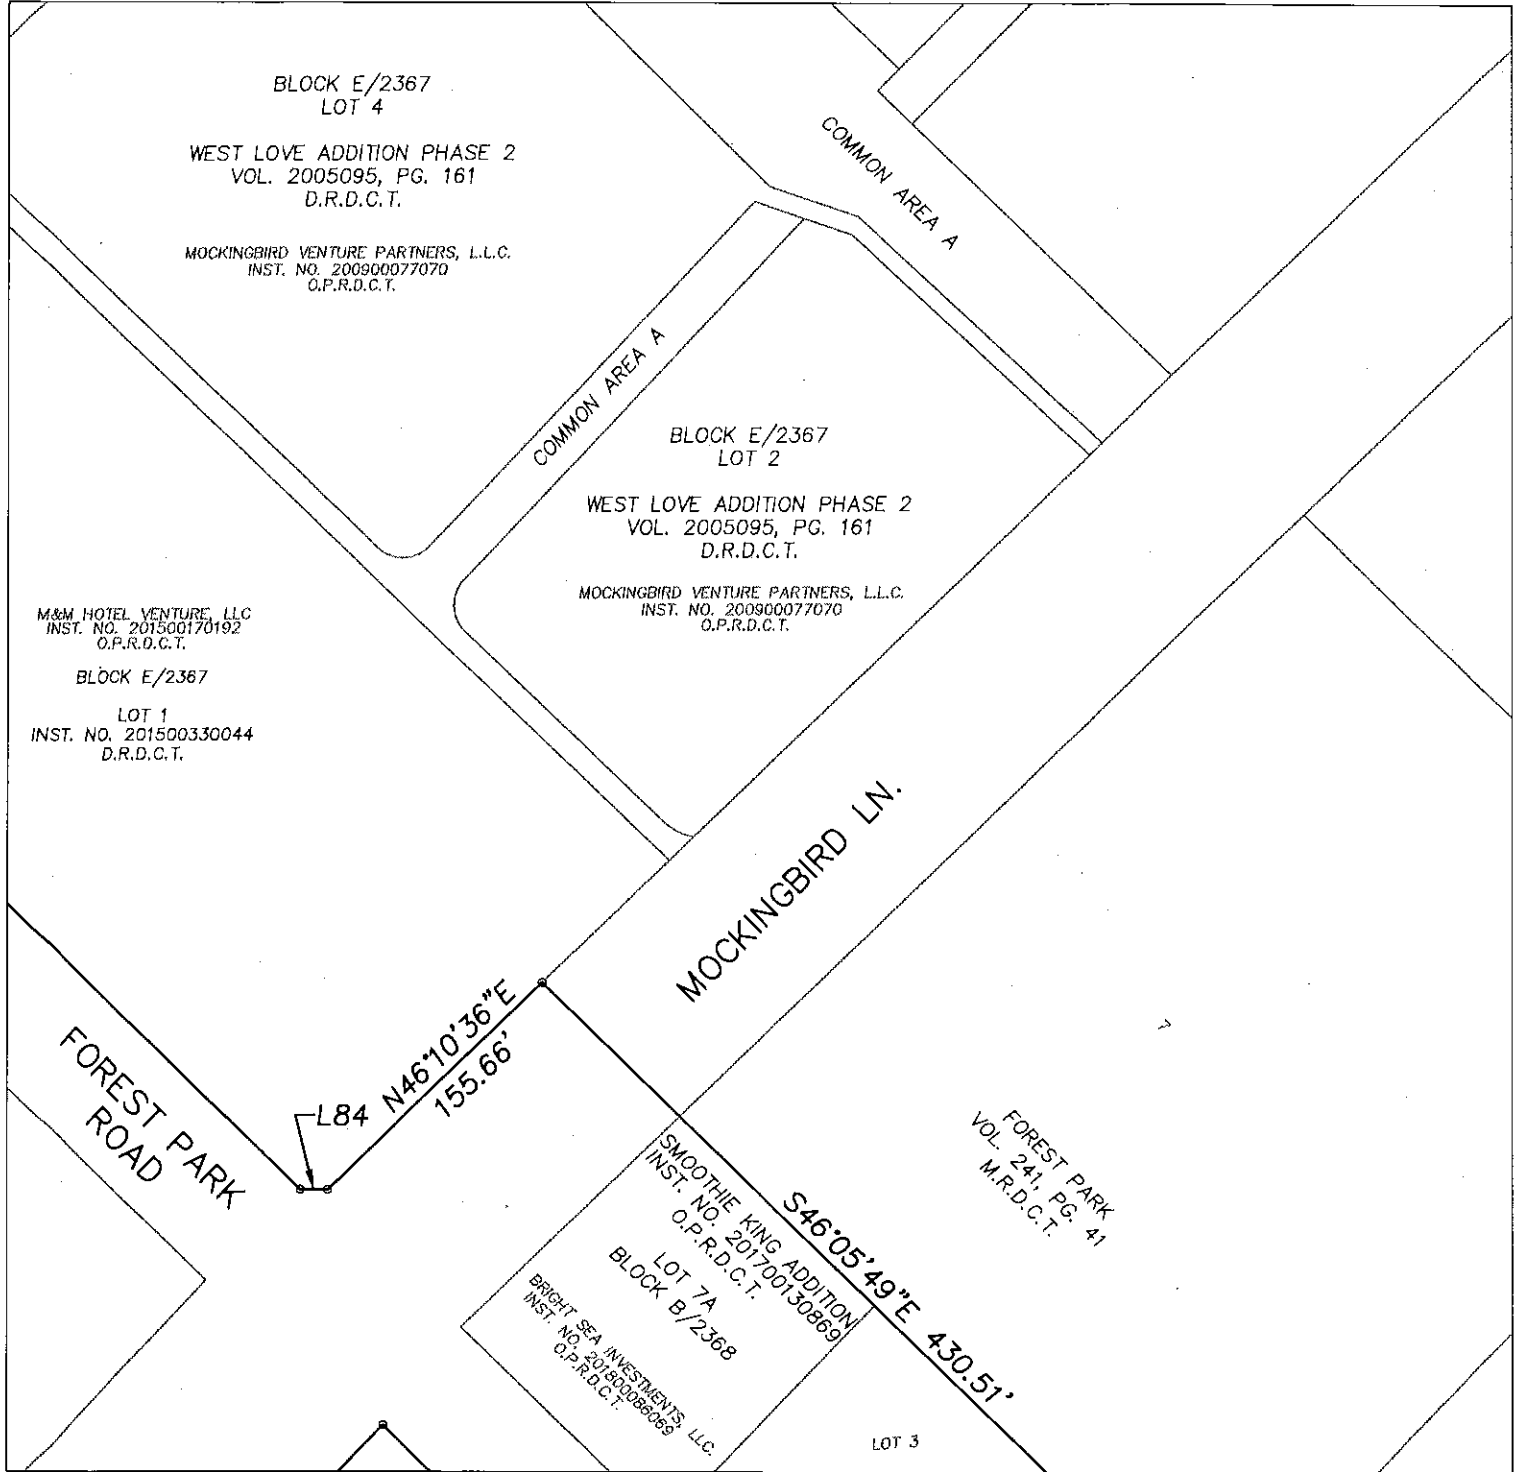 BLOCK E/2367
LOT 4
WEST LOVE ADDITION PHASE 2
VOL. 2005095, PG. 161
D.R.D.C.T.
MOCKINGBIRD VENTURE PARTNERS, L.L.C.
INST. NO. 200900077070
O.P.R.D.C.T.
COMMON AREA A
COMMON AREA A
BLOCK E/2367
LOT 2
WEST LOVE ADDITION PHASE 2
VOL. 2005095, PG. 161
D.R.D.C.T.
MOCKINGBIRD VENTURE PARTNERS, L.L.C.
INST. NO. 200900077070
O.P.R.D.C.T.
M&M HOTEL VENTURE, LLC
INST. NO. 201500170192
O.P.R.D.C.T.
BLOCK E/2367
LOT 1
INST. NO. 201500330044
D.R.D.C.T.
MOCKINGBIRD LN.
N46°10'36"E
155.66'
L84
FOREST PARK
ROAD
7
FOREST PARK
VOL. 241, PG. 41
M.R.D.C.T.
S46°05'49"E 430.51'
SMOOTHIE KING ADDITION
INST. NO. 201700130869
O.P.R.D.C.T.
LOT 7A
BLOCK B/2368
BRIGHT SEA INVESTMENTS, LLC.
INST. NO. 201800086069
O.P.R.D.C.T.
LOT 3